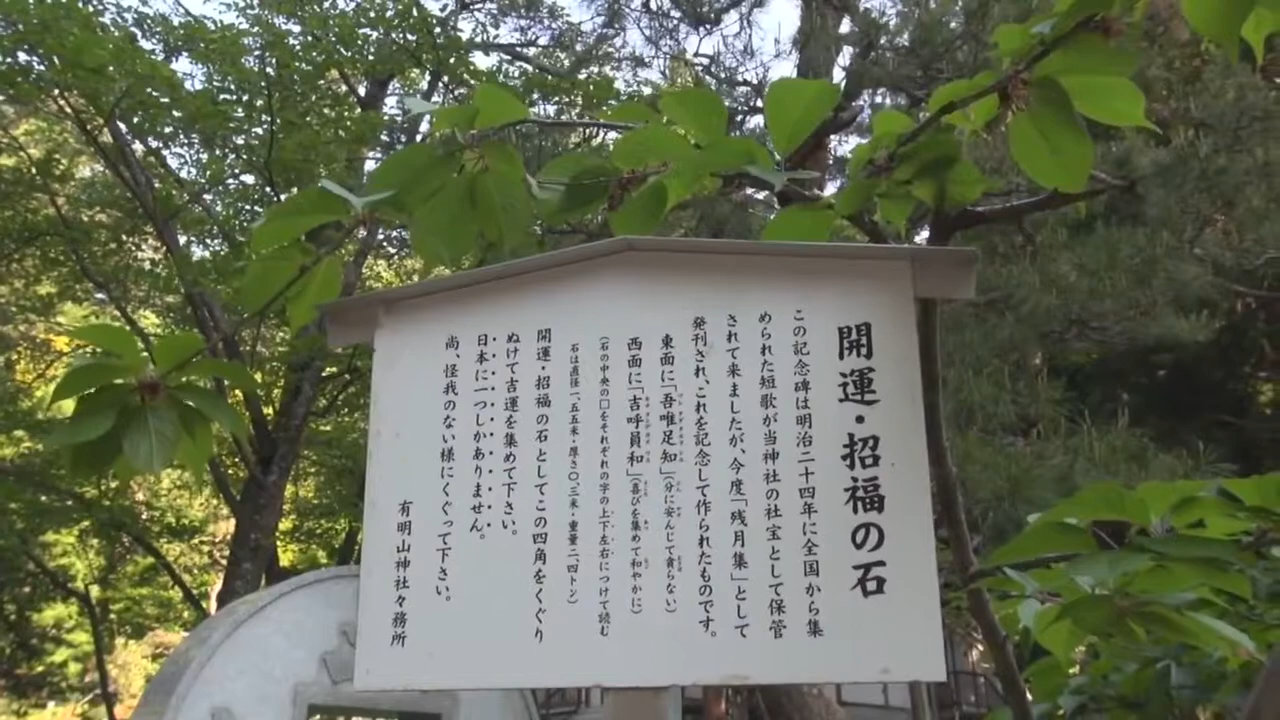 開運・招福の石
この記念碑は明治二十四年に全国から集
められた短歌が当神社の社宝として保管
されて来ましたが、今度「残月集」として
発刊され、これを記念して作られたものです。
東面に「吾唯足知」(分に安んじて貪らない)
西面に「吉呼員和」(喜びを集めて和やかに)
(石の中央の□をそれぞれの字の上下左右につけて読む
石は直径一、五五米・厚さ〇、三米・重量二、四トン)
開運・招福の石としてこの四角をくぐり
ぬけて吉運を集めて下さい。
日本に一つしかありません。
尚、怪我のない様にくぐって下さい。
有明山神社々務所